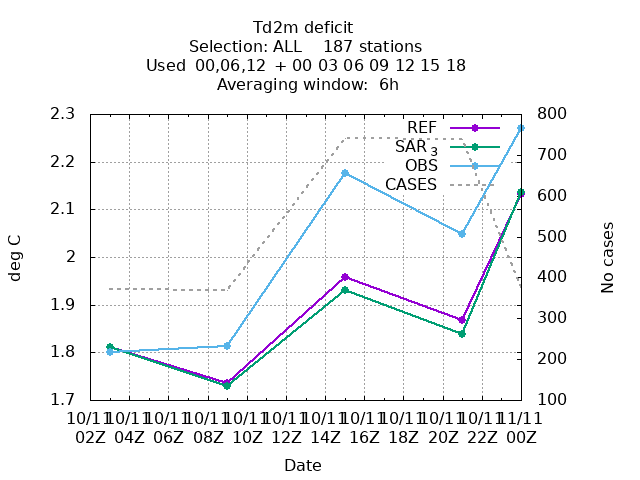 Td2m deficit
Selection: ALL    187 stations
Used  00,06,12  + 00 03 06 09 12 15 18
Averaging window:  6h
2.3
2.2
2.1
2
1.9
1.8
1.7
deg C
800
700
600
500
400
300
200
100
No cases
REF
SAR 3
OBS
CASES
10/11 10/11 10/11 10/11 10/11 10/11 10/11 10/11 10/11 10/11 10/11 11/11
02Z 04Z 06Z 08Z 10Z 12Z 14Z 16Z 18Z 20Z 22Z 00Z
Date